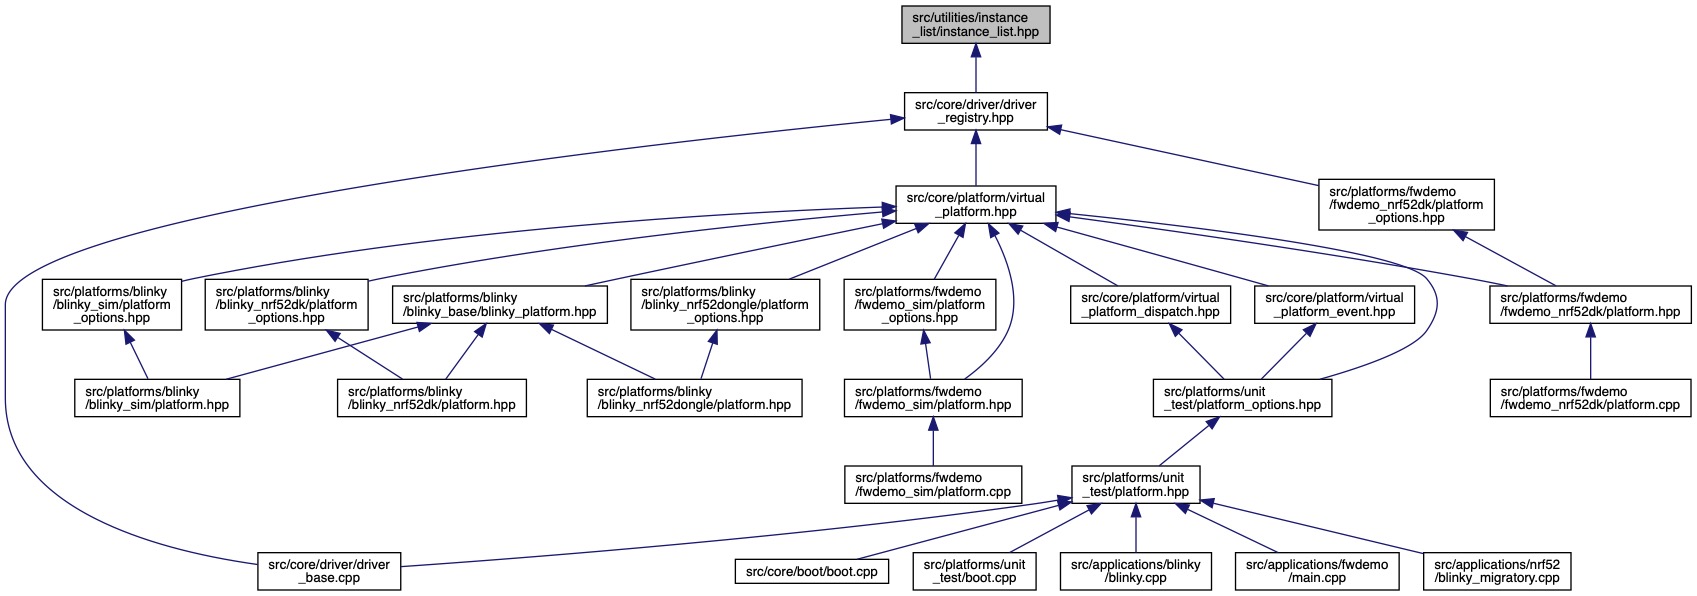 src/utilities/instance
_list/instance_list.hpp
src/core/driver/driver
_registry.hpp
src/platforms/fwdemo
/fwdemo_nrf52dk/platform
_options.hpp
src/core/platform/virtual
_platform.hpp
src/platforms/blinky
/blinky_sim/platform
_options.hpp
src/platforms/blinky
/blinky_nrf52dk/platform
_options.hpp
src/platforms/blinky
/blinky_base/blinky_platform.hpp
src/platforms/blinky
/blinky_nrf52dongle/platform
_options.hpp
src/platforms/fwdemo
/fwdemo_sim/platform
_options.hpp
src/core/platform/virtual
_platform_dispatch.hpp
src/core/platform/virtual
_platform_event.hpp
src/platforms/fwdemo
/fwdemo_nrf52dk/platform.hpp
src/platforms/blinky
/blinky_sim/platform.hpp
src/platforms/blinky
/blinky_nrf52dk/platform.hpp
src/platforms/blinky
/blinky_nrf52dongle/platform.hpp
src/platforms/fwdemo
/fwdemo_sim/platform.hpp
src/platforms/unit
_test/platform_options.hpp
src/platforms/fwdemo
/fwdemo_nrf52dk/platform.cpp
src/platforms/fwdemo
/fwdemo_sim/platform.cpp
src/platforms/unit
_test/platform.hpp
src/core/driver/driver
_base.cpp
src/core/boot/boot.cpp
src/platforms/unit
_test/boot.cpp
src/applications/blinky
/blinky.cpp
src/applications/fwdemo
/main.cpp
src/applications/nrf52
/blinky_migratory.cpp